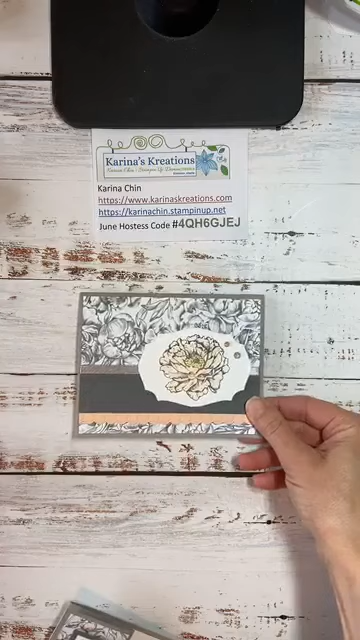 Karina's Kreations
Karina Chin
https://www.karinaskreations.com
https://karinachin.stampinup.net
June Hostess Code #4QH6GJEJ